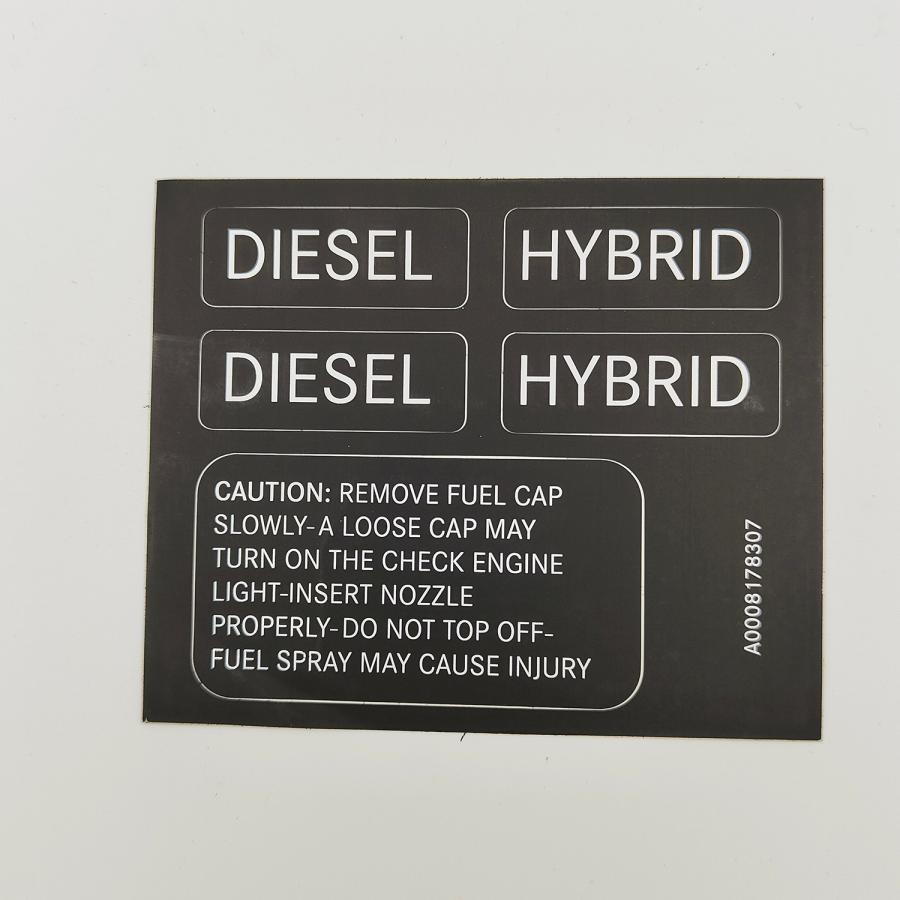 DIESEL HYBRID
DIESEL HYBRID
CAUTION: REMOVE FUEL CAP
SLOWLY-A LOOSE CAP MAY
TURN ON THE CHECK ENGINE
LIGHT-INSERT NOZZLE
PROPERLY-DO NOT TOP OFF-
FUEL SPRAY MAY CAUSE INJURY
A0008178307